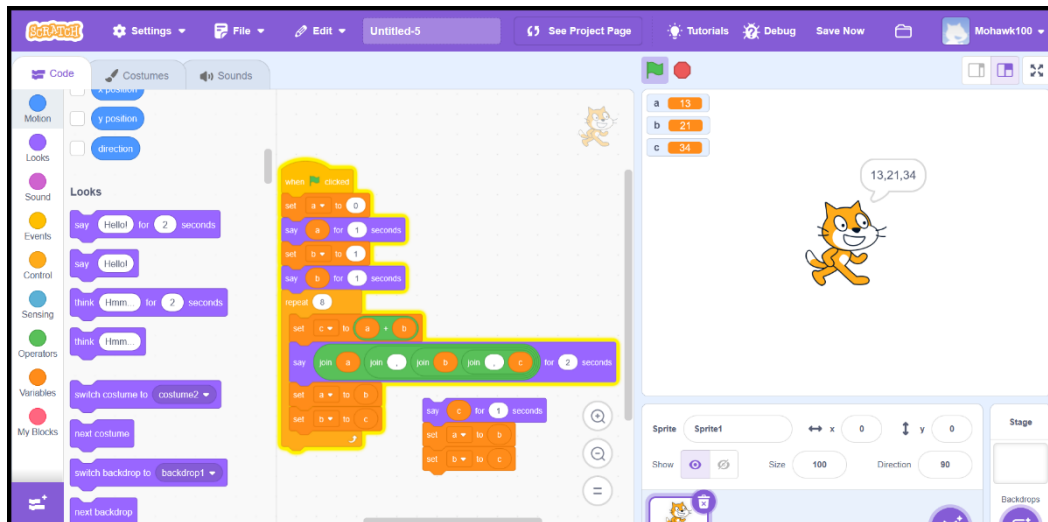 SCRATCH Settings File Edit Untitled-5 See Project Page Tutorials Debug Save Now Mohawk100
Code Costumes Sounds
Motion
Looks
Sound
Events
Control
Sensing
Operators
Variables
My Blocks
x position
y position
direction
Looks
say Hello! for 2 seconds
say Hello!
think Hmm... for 2 seconds
think Hmm...
switch costume to costume2
next costume
switch backdrop to backdrop1
next backdrop
when clicked
set a to 0
say a for 1 seconds
set b to 1
say b for 1 seconds
repeat 8
set c to a + b
say join a join , join b join , c for 2 seconds
set a to b
set b to c
say c for 1 seconds
set a to b
set b to c
a 13
b 21
c 34
13,21,34
Sprite Sprite1 x 0 y 0
Show Size 100 Direction 90
Stage
Backdrops